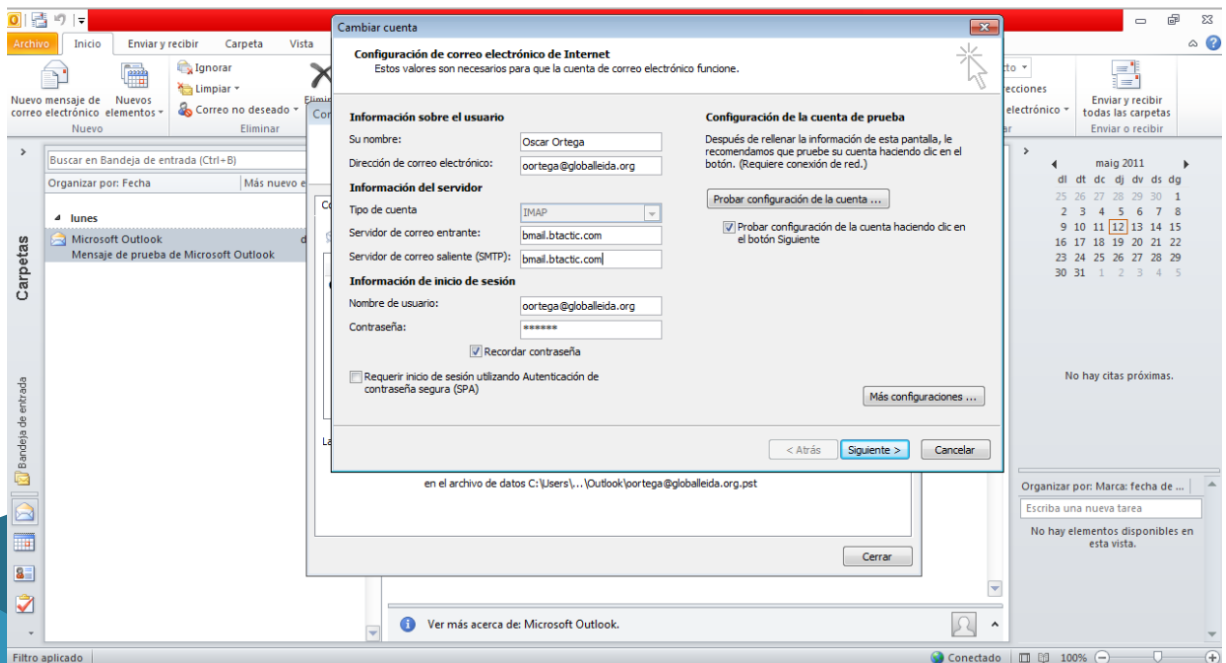 Archivo Inicio Enviar y recibir Carpeta Vista
Nuevo mensaje de correo electrónico
Nuevos elementos
Nuevo
Ignorar
Limpiar
Correo no deseado
Eliminar
Enviar y recibir
todas las carpetas
Enviar o recibir
Buscar en Bandeja de entrada (Ctrl+B)
Organizar por: Fecha Más nuevo e
lunes
Microsoft Outlook d
Mensaje de prueba de Microsoft Outlook
Carpetas
Bandeja de entrada
Cambiar cuenta
Configuración de correo electrónico de Internet
Estos valores son necesarios para que la cuenta de correo electrónico funcione.
Información sobre el usuario
Su nombre: Oscar Ortega
Dirección de correo electrónico: oortega@globalleida.org
Información del servidor
Tipo de cuenta IMAP
Servidor de correo entrante: bmail.btactic.com
Servidor de correo saliente (SMTP): bmail.btactic.com
Información de inicio de sesión
Nombre de usuario: oortega@globalleida.org
Contraseña: ******
Recordar contraseña
Requerir inicio de sesión utilizando Autenticación de
contraseña segura (SPA)
Configuración de la cuenta de prueba
Después de rellenar la información de esta pantalla, le
recomendamos que pruebe su cuenta haciendo clic en el
botón. (Requiere conexión de red.)
Probar configuración de la cuenta ...
Probar configuración de la cuenta haciendo clic en
el botón Siguiente
Más configuraciones ...
< Atrás Siguiente > Cancelar
en el archivo de datos C:\Users\...\Outlook\oortega@globalleida.org.pst
Cerrar
Ver más acerca de: Microsoft Outlook.
maig 2011
dl dt dc dj dv ds dg
25 26 27 28 29 30 1
2 3 4 5 6 7 8
9 10 11 12 13 14 15
16 17 18 19 20 21 22
23 24 25 26 27 28 29
30 31 1 2 3 4 5
No hay citas próximas.
Organizar por: Marca: fecha de ...
Escriba una nueva tarea
No hay elementos disponibles en
esta vista.
Filtro aplicado
Conectado 100%